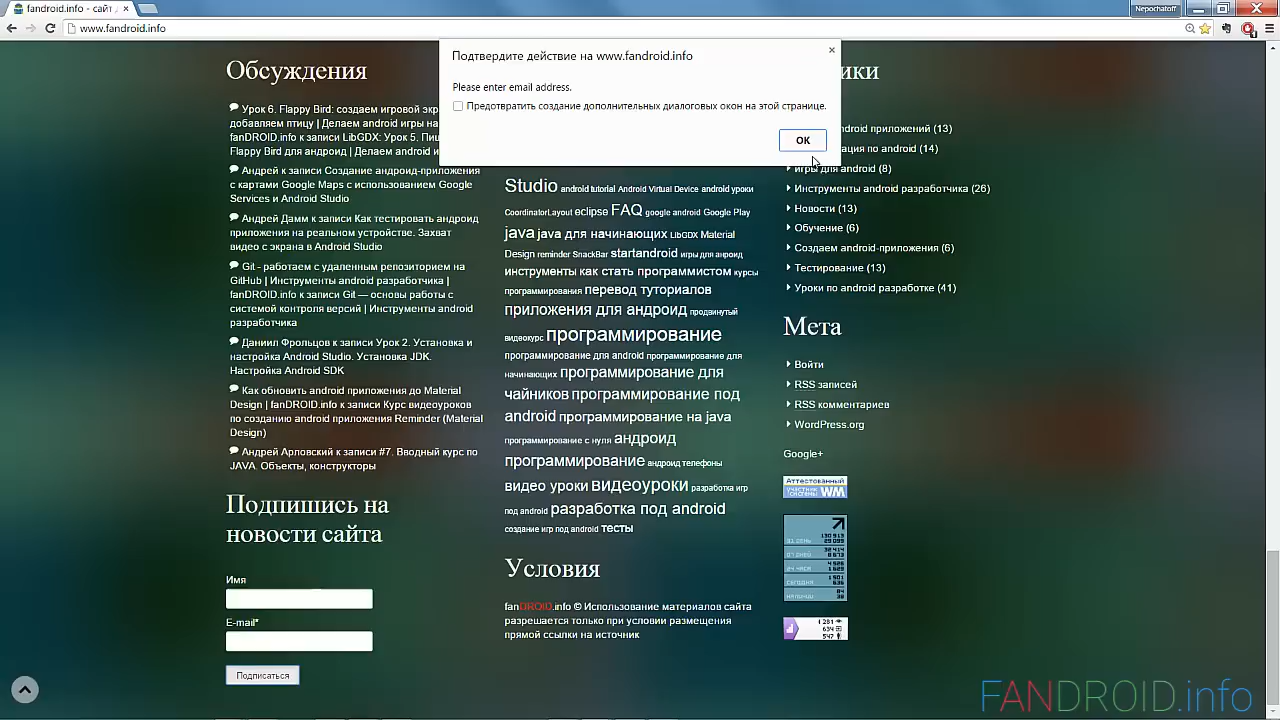 fandroid.info - сайт
Nepochatoff
www.fandroid.info
Подтвердите действие на www.fandroid.info
Please enter email address.
Предотвратить создание дополнительных диалоговых окон на этой странице.
OK
Обсуждения
Урок 6. Flappy Bird: создаем игровой
добавляем птицу | Делаем android игры на
fanDROID.info к записи LibGDX: Урок 5.
Flappy Bird для андроид | Делаем android
Андрей к записи Создание андроид-приложения
с картами Google Maps с использованием Google
Services и Android Studio
Андрей Дамм к записи Как тестировать андроид
приложения на реальном устройстве. Захват
видео с экрана в Android Studio
Git - работаем с удаленным репозиторием на
GitHub | Инструменты android разработчика |
fanDROID.info к записи Git — основы работы с
системой контроля версий | Инструменты android
разработчика
Даниил Фрольцов к записи Урок 2. Установка и
настройка Android Studio. Установка JDK.
Настройка Android SDK
Как обновить android приложения до Material
Design | fanDROID.info к записи Курс видеоуроков
по созданию android приложения Reminder (Material
Design)
Андрей Арловский к записи #7. Вводный курс по
JAVA. Объекты, конструкторы
Подпишись на
новости сайта
Имя
E-mail*
Подписаться
Studio android tutorial Android Virtual Device android уроки
CoordinatorLayout eclipse FAQ google android Google Play
java java для начинающих LibGDX Material
Design reminder SnackBar startandroid игры для анроид
инструменты как стать программистом курсы
программирования перевод туториалов
приложения для андроид продвинутый
видеокурс программирование
программирование для android программирование для
начинающих программирование для
чайников программирование под
android программирование на java
программирование с нуля андроид
программирование андроид телефоны
видео уроки видеоуроки разработка игр
под android разработка под android
создание игр под android тесты
Условия
fanDROID.info © Использование материалов сайта
разрешается только при условии размещения
прямой ссылки на источник
приложений (13)
по android (14)
игры для android (8)
Инструменты android разработчика (26)
Новости (13)
Обучение (6)
Создаем android-приложения (6)
Тестирование (13)
Уроки по android разработке (41)
Мета
Войти
RSS записей
RSS комментариев
WordPress.org
Google+
Аттестованный
участник
системы WM
1 281
634
547
FANDROID.info